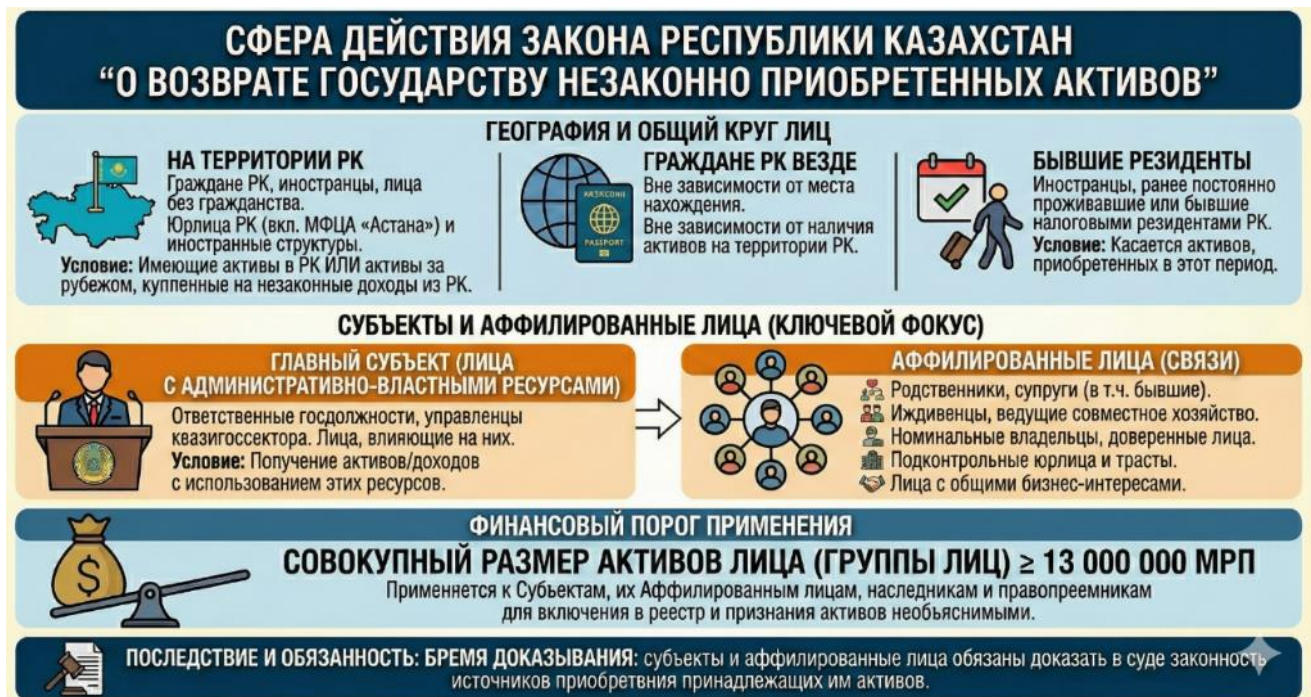 СФЕРА ДЕЙСТВИЯ ЗАКОНА РЕСПУБЛИКИ КАЗАХСТАН
“О ВОЗВРАТЕ ГОСУДАРСТВУ НЕЗАКОННО ПРИОБРЕТЕННЫХ АКТИВОВ”
ГЕОГРАФИЯ И ОБЩИЙ КРУГ ЛИЦ
НА ТЕРРИТОРИИ РК
Граждане РК, иностранцы, лица
без гражданства.
Юрлица РК (вкл. МФЦА «Астана») и
иностранные структуры.
Условие: Имеющие активы в РК ИЛИ активы за
рубежом, куппенные на незаконные доходы из РК.
ГРАЖДАНЕ РК ВЕЗДЕ
Вне зависимости от места
нахождения.
Вне зависимости от наличия
активов на территории РК.
PASSPORT
БЫВШИЕ РЕЗИДЕНТЫ
Иностранцы, ранее постоянно
проживавшие или бывшие
налоговыми резидентами РК.
Условие: Касается активов,
приобретенных в этот период.
СУБЪЕКТЫ И АФФИЛИРОВАННЫЕ ЛИЦА (КЛЮЧЕВОЙ ФОКУС)
ГЛАВНЫЙ СУБЪЕКТ (ЛИЦА
С АДМИНИСТРАТИВНО-ВЛАСТНЫМИ РЕСУРСАМИ)
Ответственные госдолжности, управленцы
квазигоссектора. Лица, влияющие на них.
Условие: Получение активов/доходов
с использованием этих ресурсов.
АФФИЛИРОВАННЫЕ ЛИЦА (СВЯЗИ)
Родственники, супруги (в т.ч. бывшие).
Иждивенцы, ведущие совместное хозяйство.
Номинальные владельцы, доверенные лица.
Подконтрольные юрлица и трасты.
Лица с общими бизнес-интересами.
ФИНАНСОВЫЙ ПОРОГ ПРИМЕНЕНИЯ
$
СОВОКУПНЫЙ РАЗМЕР АКТИВОВ ЛИЦА (ГРУППЫ ЛИЦ) ≥ 13 000 000 МРП
Применяется к Субъектам, их Аффилированным лицам, наследникам и правопреемникам
для включения в реестр и признания активов необъяснимыми.
ПОСЛЕДСТВИЕ И ОБЯЗАННОСТЬ: БРЕМЯ ДОКАЗЫВАНИЯ: субъекты и аффилированные лица обязаны доказать в суде законность
источников приобретвния принадлежащих им активов.